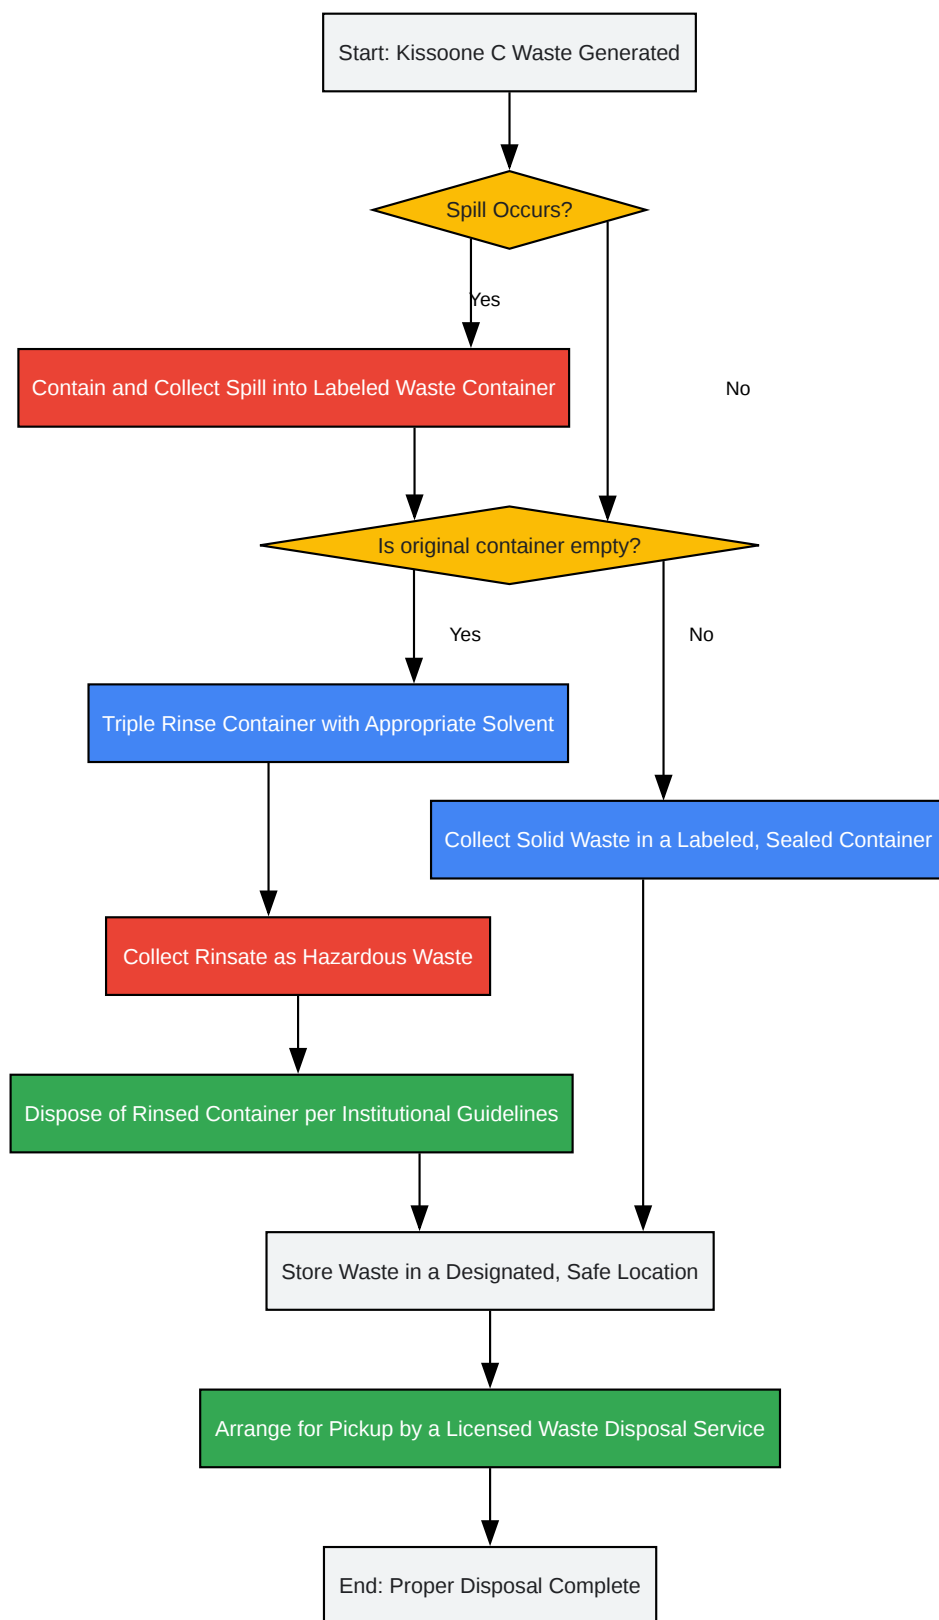 Start: Kissoone C Waste Generated
Spill Occurs?
Yes
Contain and Collect Spill into Labeled Waste Container
No
Is original container empty?
Yes
No
Triple Rinse Container with Appropriate Solvent
Collect Solid Waste in a Labeled, Sealed Container
Collect Rinsate as Hazardous Waste
Dispose of Rinsed Container per Institutional Guidelines
Store Waste in a Designated, Safe Location
Arrange for Pickup by a Licensed Waste Disposal Service
End: Proper Disposal Complete